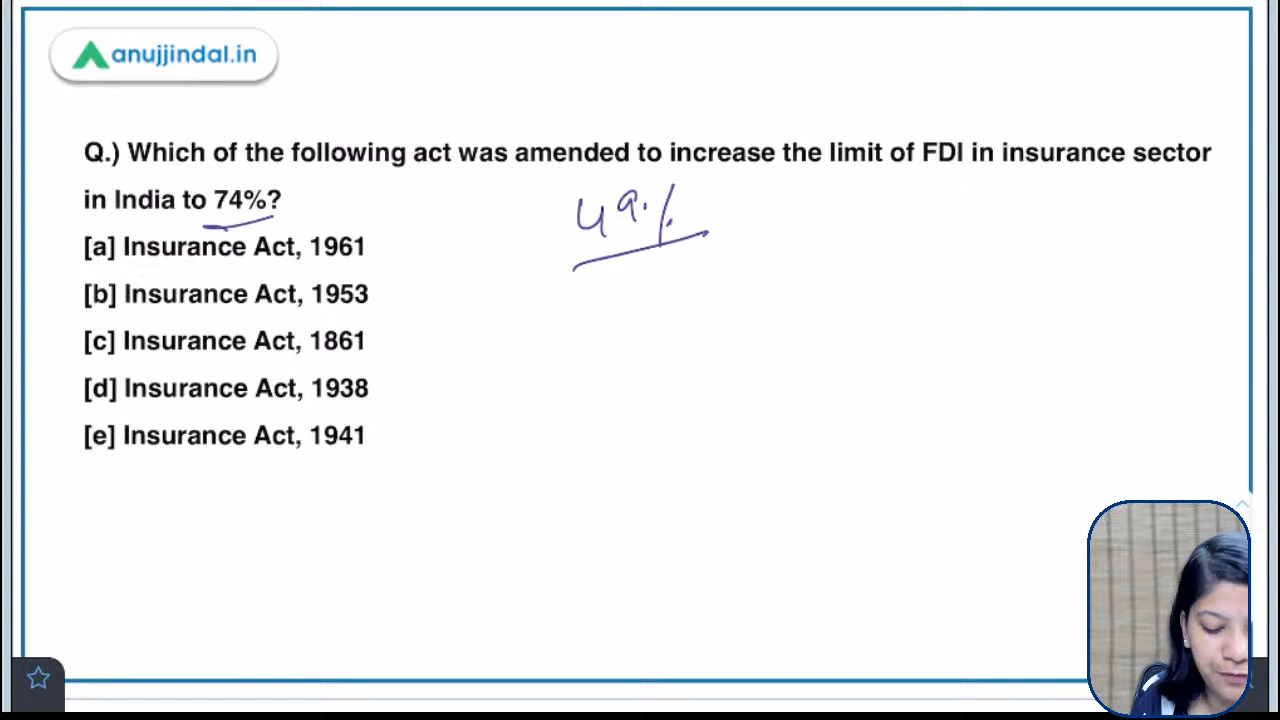 anujjindal.in
Q.) Which of the following act was amended to increase the limit of FDI in insurance sector
in India to 74%?
49%
[a] Insurance Act, 1961
[b] Insurance Act, 1953
[c] Insurance Act, 1861
[d] Insurance Act, 1938
[e] Insurance Act, 1941